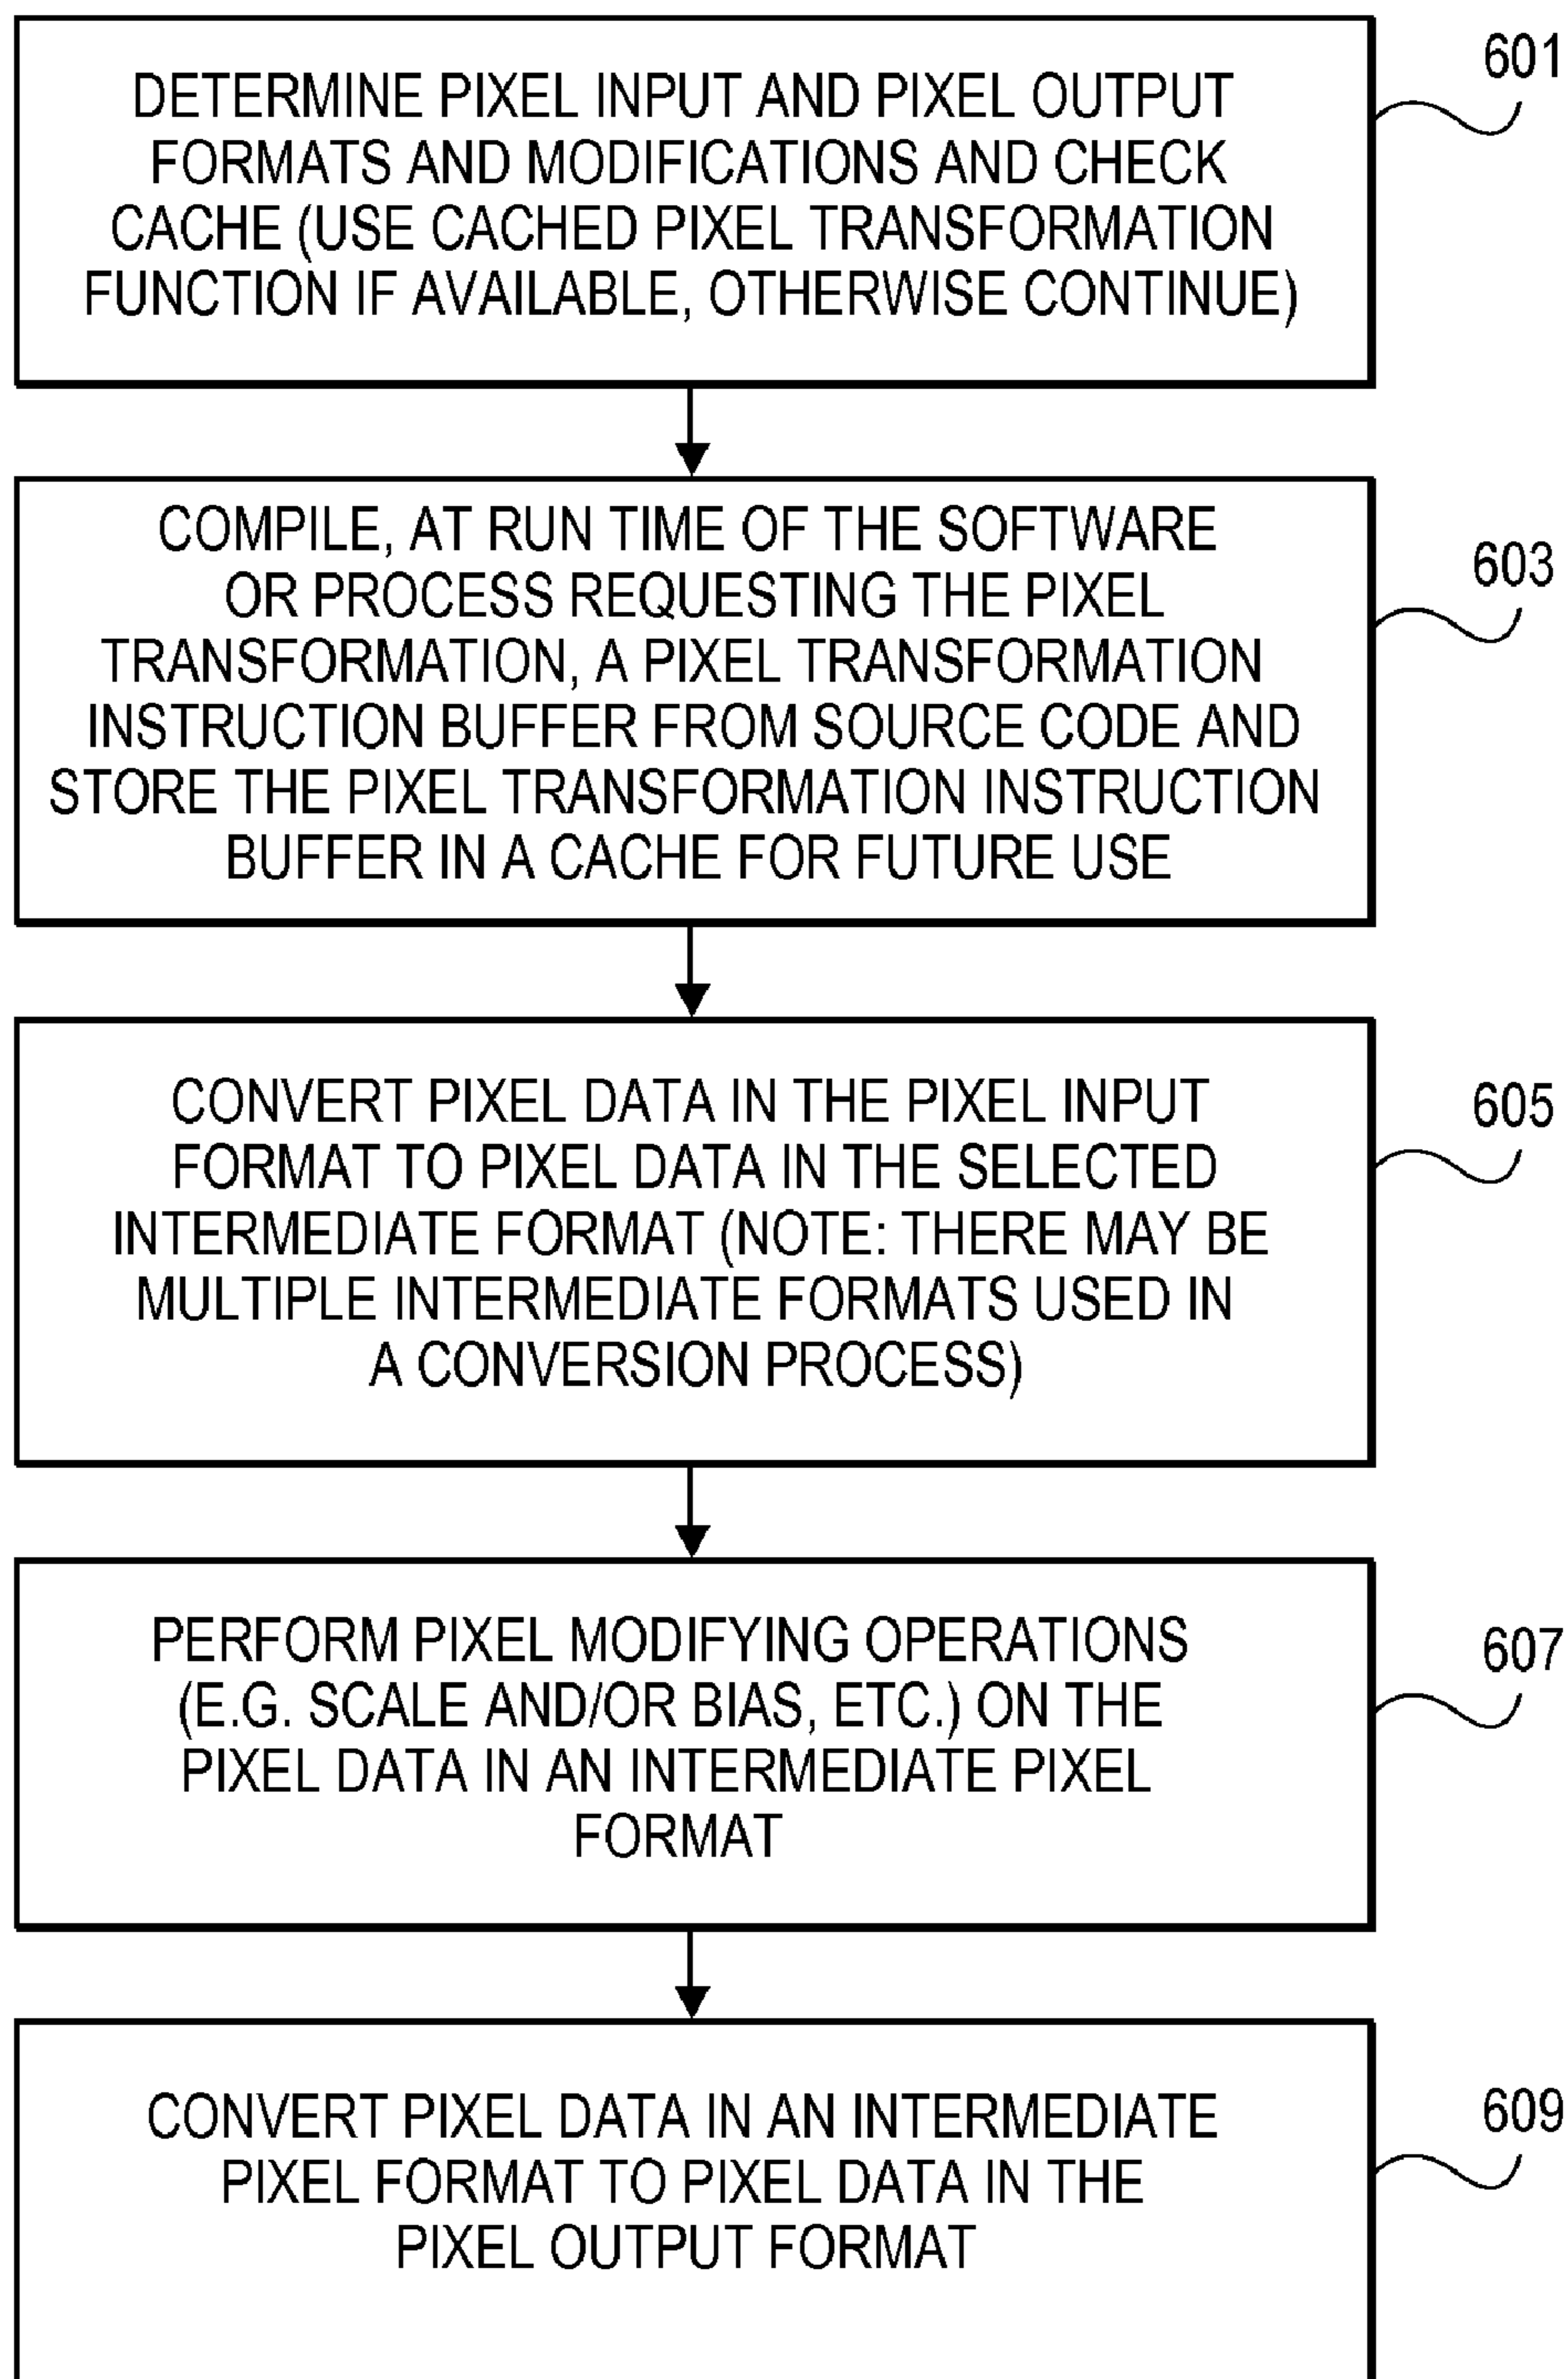 DETERMINE PIXEL INPUT AND PIXEL OUTPUT
FORMATS AND MODIFICATIONS AND CHECK
CACHE (USE CACHED PIXEL TRANSFORMATION
FUNCTION IF AVAILABLE, OTHERWISE CONTINUE)
601
COMPILE, AT RUN TIME OF THE SOFTWARE
OR PROCESS REQUESTING THE PIXEL
TRANSFORMATION, A PIXEL TRANSFORMATION
INSTRUCTION BUFFER FROM SOURCE CODE AND
STORE THE PIXEL TRANSFORMATION INSTRUCTION
BUFFER IN A CACHE FOR FUTURE USE
603
CONVERT PIXEL DATA IN THE PIXEL INPUT
FORMAT TO PIXEL DATA IN THE SELECTED
INTERMEDIATE FORMAT (NOTE: THERE MAY BE
MULTIPLE INTERMEDIATE FORMATS USED IN
A CONVERSION PROCESS)
605
PERFORM PIXEL MODIFYING OPERATIONS
(E.G. SCALE AND/OR BIAS, ETC.) ON THE
PIXEL DATA IN AN INTERMEDIATE PIXEL
FORMAT
607
CONVERT PIXEL DATA IN AN INTERMEDIATE
PIXEL FORMAT TO PIXEL DATA IN THE
PIXEL OUTPUT FORMAT
609